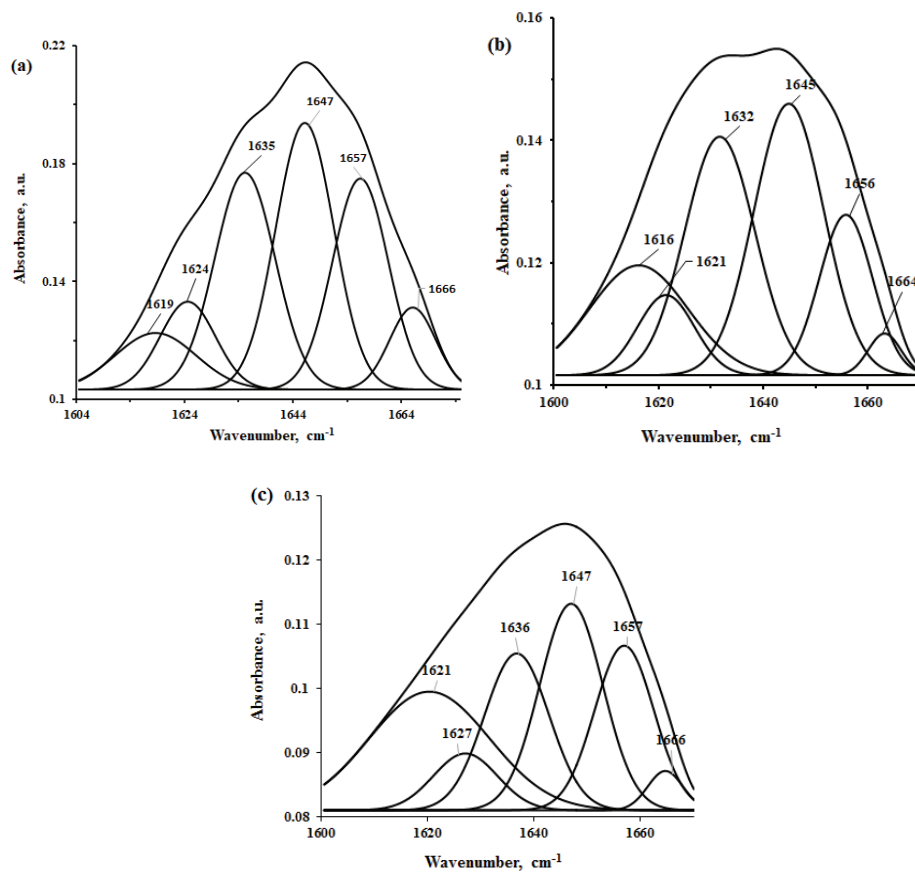 (a)
0.22
0.18
0.14
0.1
Absorbance, a.u.
1619
1624
1635
1647
1657
1666
1604 1624 1644 1664
Wavenumber, cm-1
(b)
0.16
0.14
0.12
0.1
Absorbance, a.u.
1616
1621
1632
1645
1656
1664
1600 1620 1640 1660
Wavenumber, cm-1
(c)
0.13
0.12
0.11
0.1
0.09
0.08
Absorbance, a.u.
1621
1627
1636
1647
1657
1666
1600 1620 1640 1660
Wavenumber, cm-1